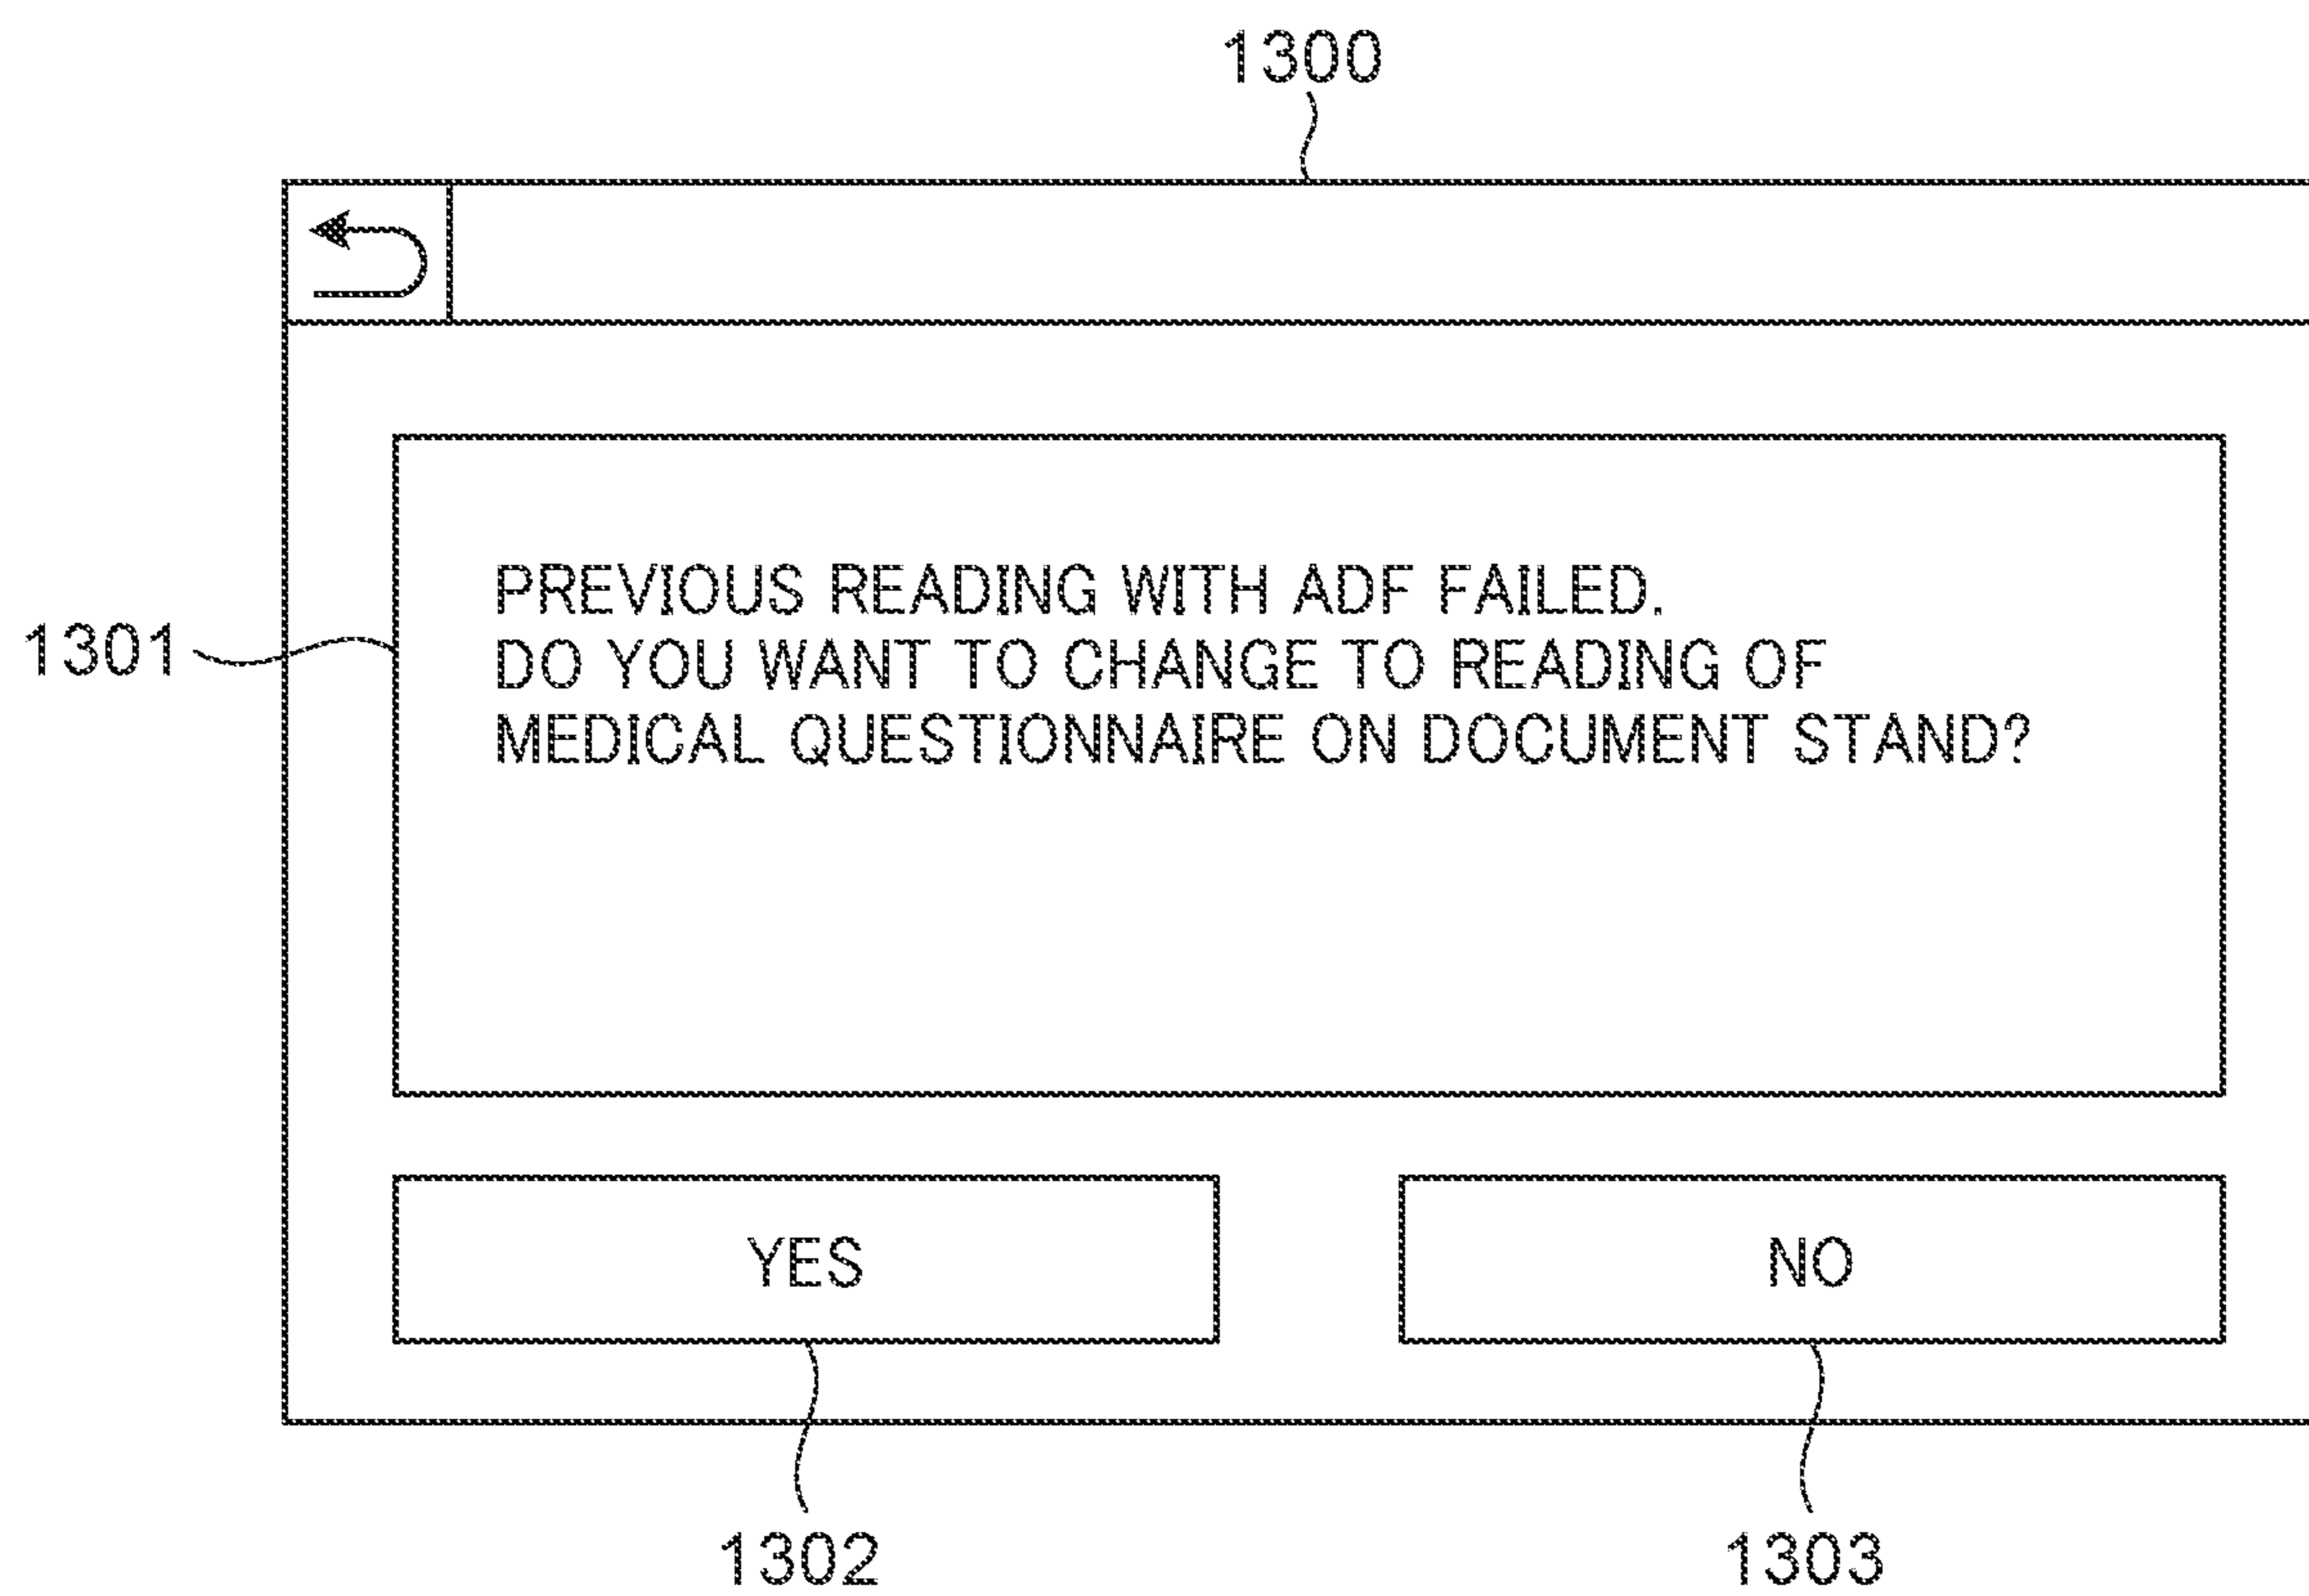 1300
1301
PREVIOUS READING WITH ADF FAILED.
DO YOU WANT TO CHANGE TO READING OF
MEDICAL QUESTIONNAIRE ON DOCUMENT STAND?
YES
NO
1302
1303